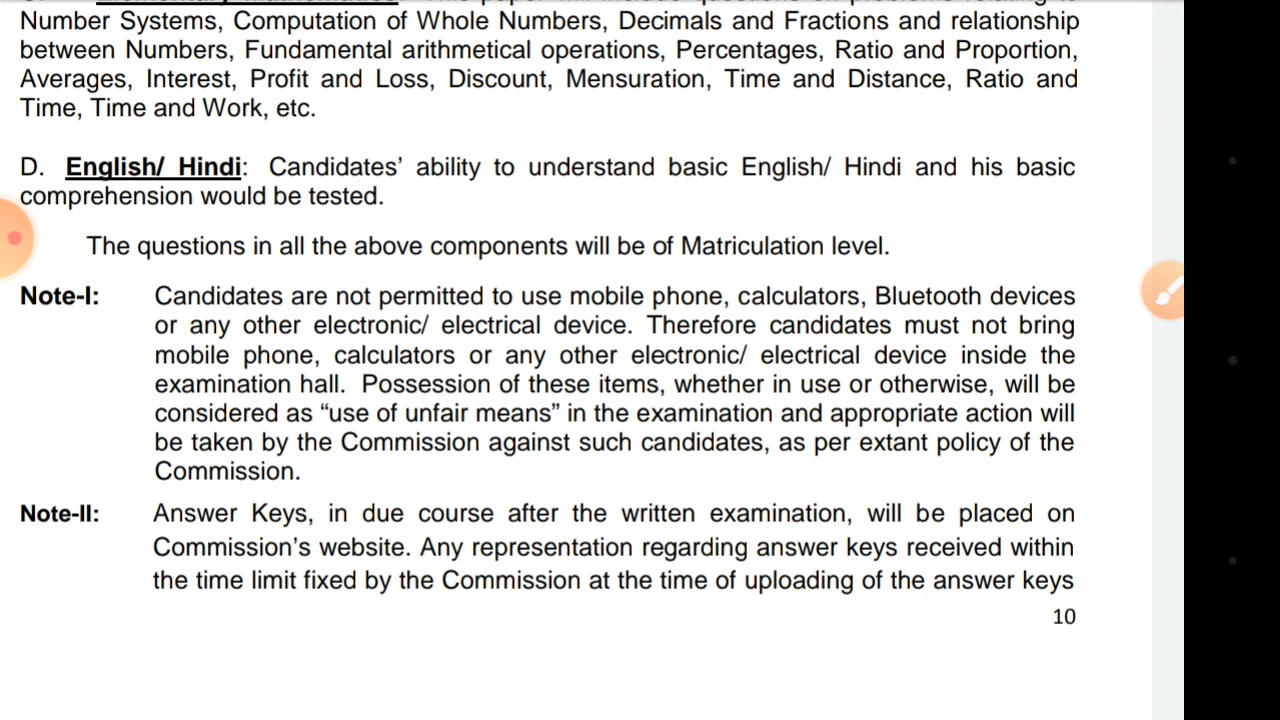 Number Systems, Computation of Whole Numbers, Decimals and Fractions and relationship
between Numbers, Fundamental arithmetical operations, Percentages, Ratio and Proportion,
Averages, Interest, Profit and Loss, Discount, Mensuration, Time and Distance, Ratio and
Time, Time and Work, etc.
D. English/ Hindi: Candidates’ ability to understand basic English/ Hindi and his basic
comprehension would be tested.
The questions in all the above components will be of Matriculation level.
Note-I: Candidates are not permitted to use mobile phone, calculators, Bluetooth devices
or any other electronic/ electrical device. Therefore candidates must not bring
mobile phone, calculators or any other electronic/ electrical device inside the
examination hall. Possession of these items, whether in use or otherwise, will be
considered as “use of unfair means” in the examination and appropriate action will
be taken by the Commission against such candidates, as per extant policy of the
Commission.
Note-II: Answer Keys, in due course after the written examination, will be placed on
Commission’s website. Any representation regarding answer keys received within
the time limit fixed by the Commission at the time of uploading of the answer keys
10